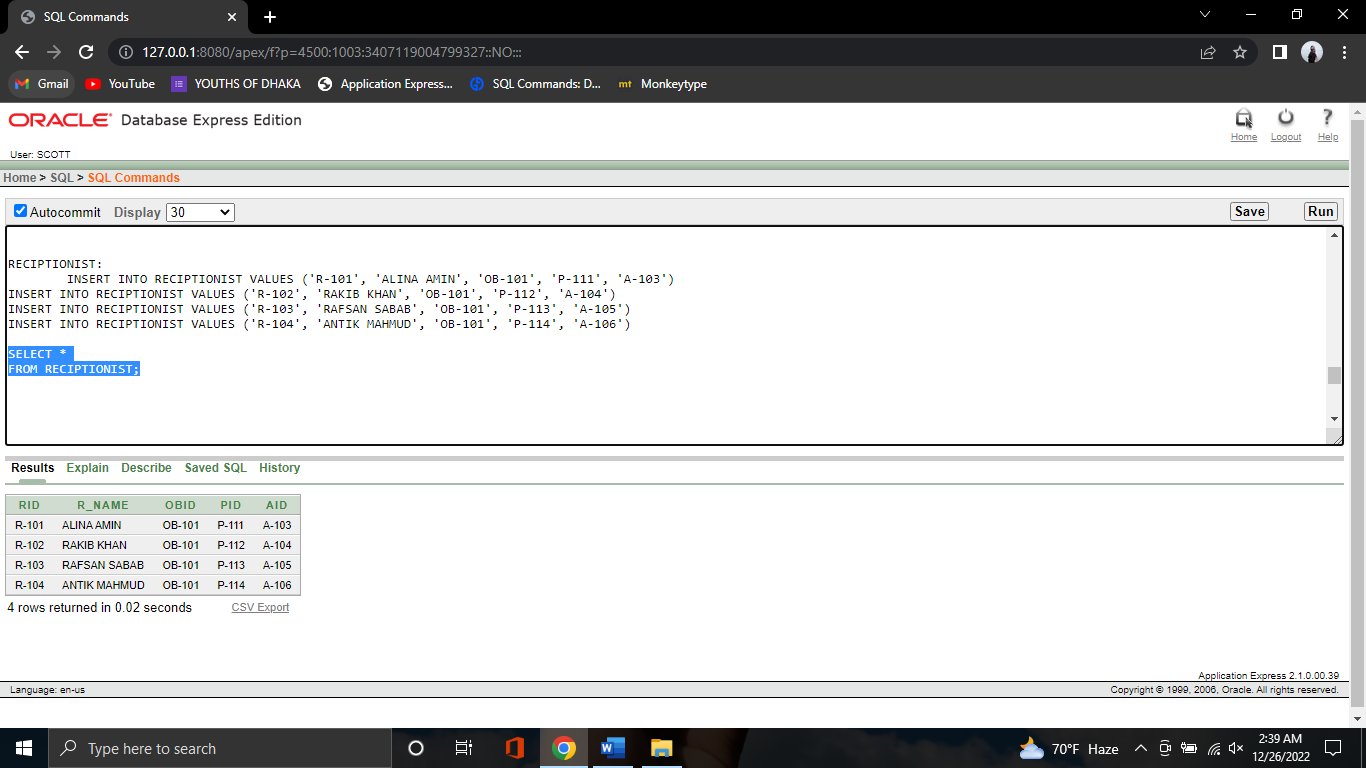 SQL Commands
127.0.0.1:8080/apex/f?p=4500:1003:3407119004799327::NO:::
Gmail YouTube YOUTHS OF DHAKA Application Express... SQL Commands: D... mt Monkeytype
ORACLE Database Express Edition
Home Logout Help
User: SCOTT
Home > SQL > SQL Commands
Autocommit Display 30 Save Run
RECIPTIONIST:
INSERT INTO RECIPTIONIST VALUES ('R-101', 'ALINA AMIN', 'OB-101', 'P-111', 'A-103')
INSERT INTO RECIPTIONIST VALUES ('R-102', 'RAKIB KHAN', 'OB-101', 'P-112', 'A-104')
INSERT INTO RECIPTIONIST VALUES ('R-103', 'RAFSAN SABAB', 'OB-101', 'P-113', 'A-105')
INSERT INTO RECIPTIONIST VALUES ('R-104', 'ANTIK MAHMUD', 'OB-101', 'P-114', 'A-106')
SELECT *
FROM RECIPTIONIST;
Results Explain Describe Saved SQL History
RID R_NAME OBID PID AID
R-101 ALINA AMIN OB-101 P-111 A-103
R-102 RAKIB KHAN OB-101 P-112 A-104
R-103 RAFSAN SABAB OB-101 P-113 A-105
R-104 ANTIK MAHMUD OB-101 P-114 A-106
4 rows returned in 0.02 seconds CSV Export
Application Express 2.1.0.00.39
Language: en-us Copyright © 1999, 2006, Oracle. All rights reserved.
Type here to search
70°F Haze
2:39 AM
12/26/2022